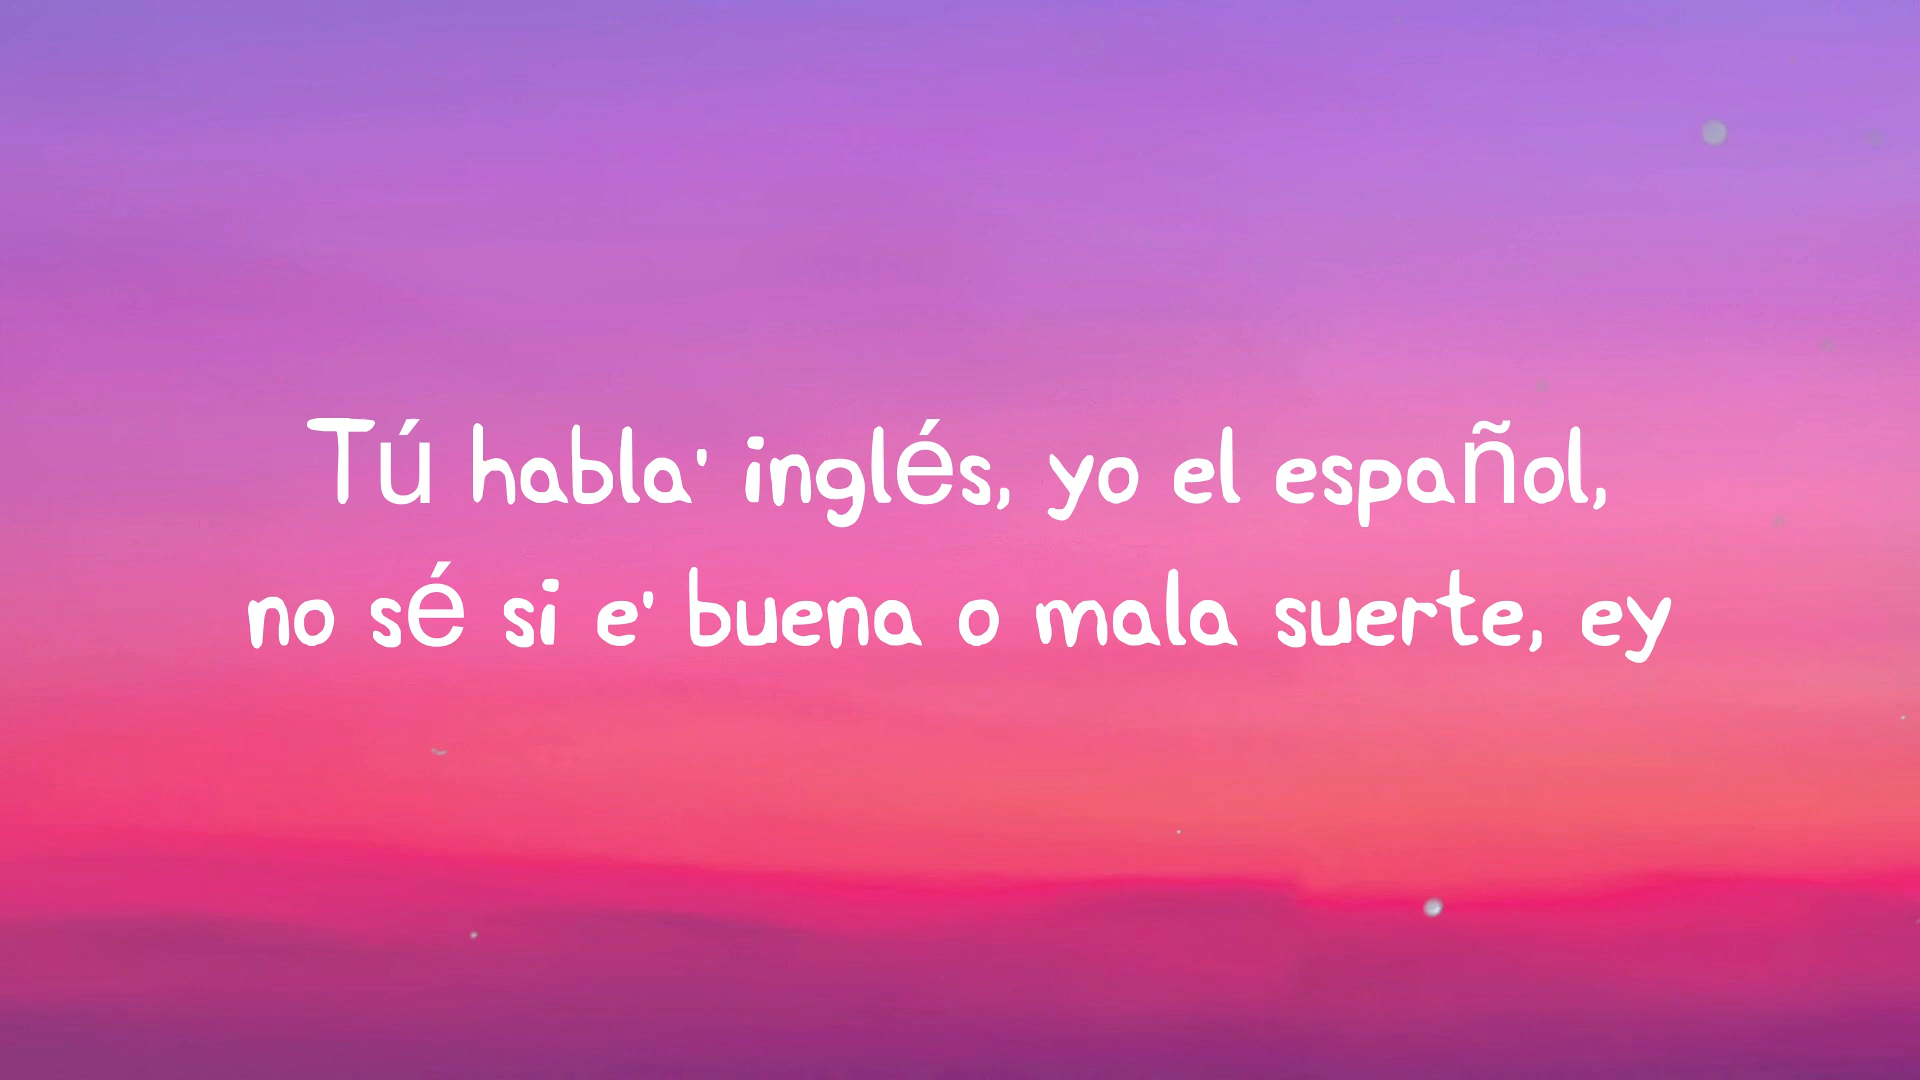 Tú habla' inglés, yo el español,
no sé si e' buena o mala suerte, ey